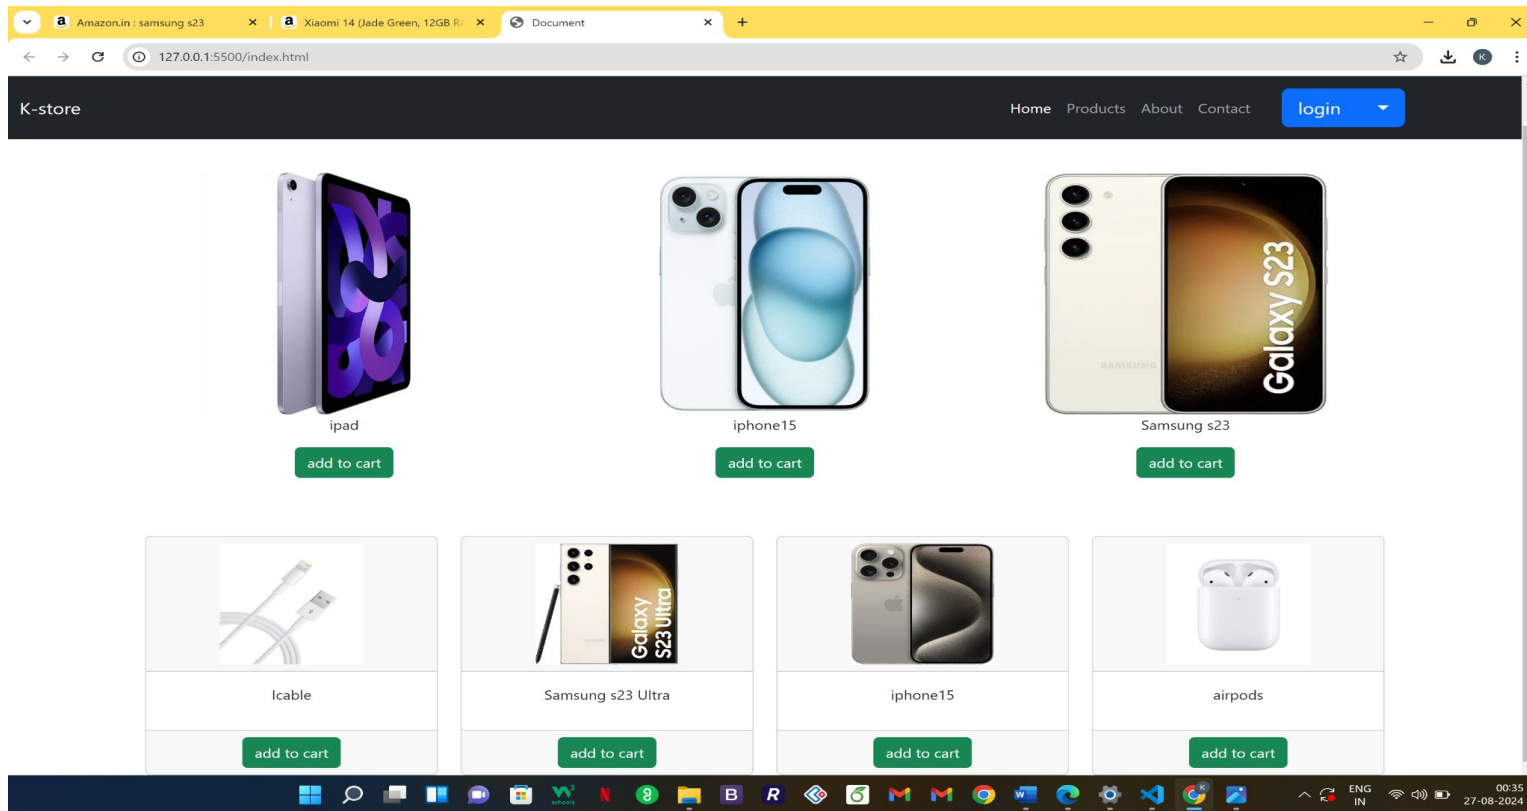 Amazon.in : samsung s23
Xiaomi 14 (Jade Green, 12GB R
Document
127.0.0.1:5500/index.html
K
K-store
Home Products About Contact login
Galaxy S23
SAMSUNG
ipad iphone15 Samsung s23
add to cart add to cart add to cart
Galaxy
S23 Ultra
Icable Samsung s23 Ultra iphone15 airpods
add to cart add to cart add to cart add to cart
ENG
IN
00:35
27-08-2024